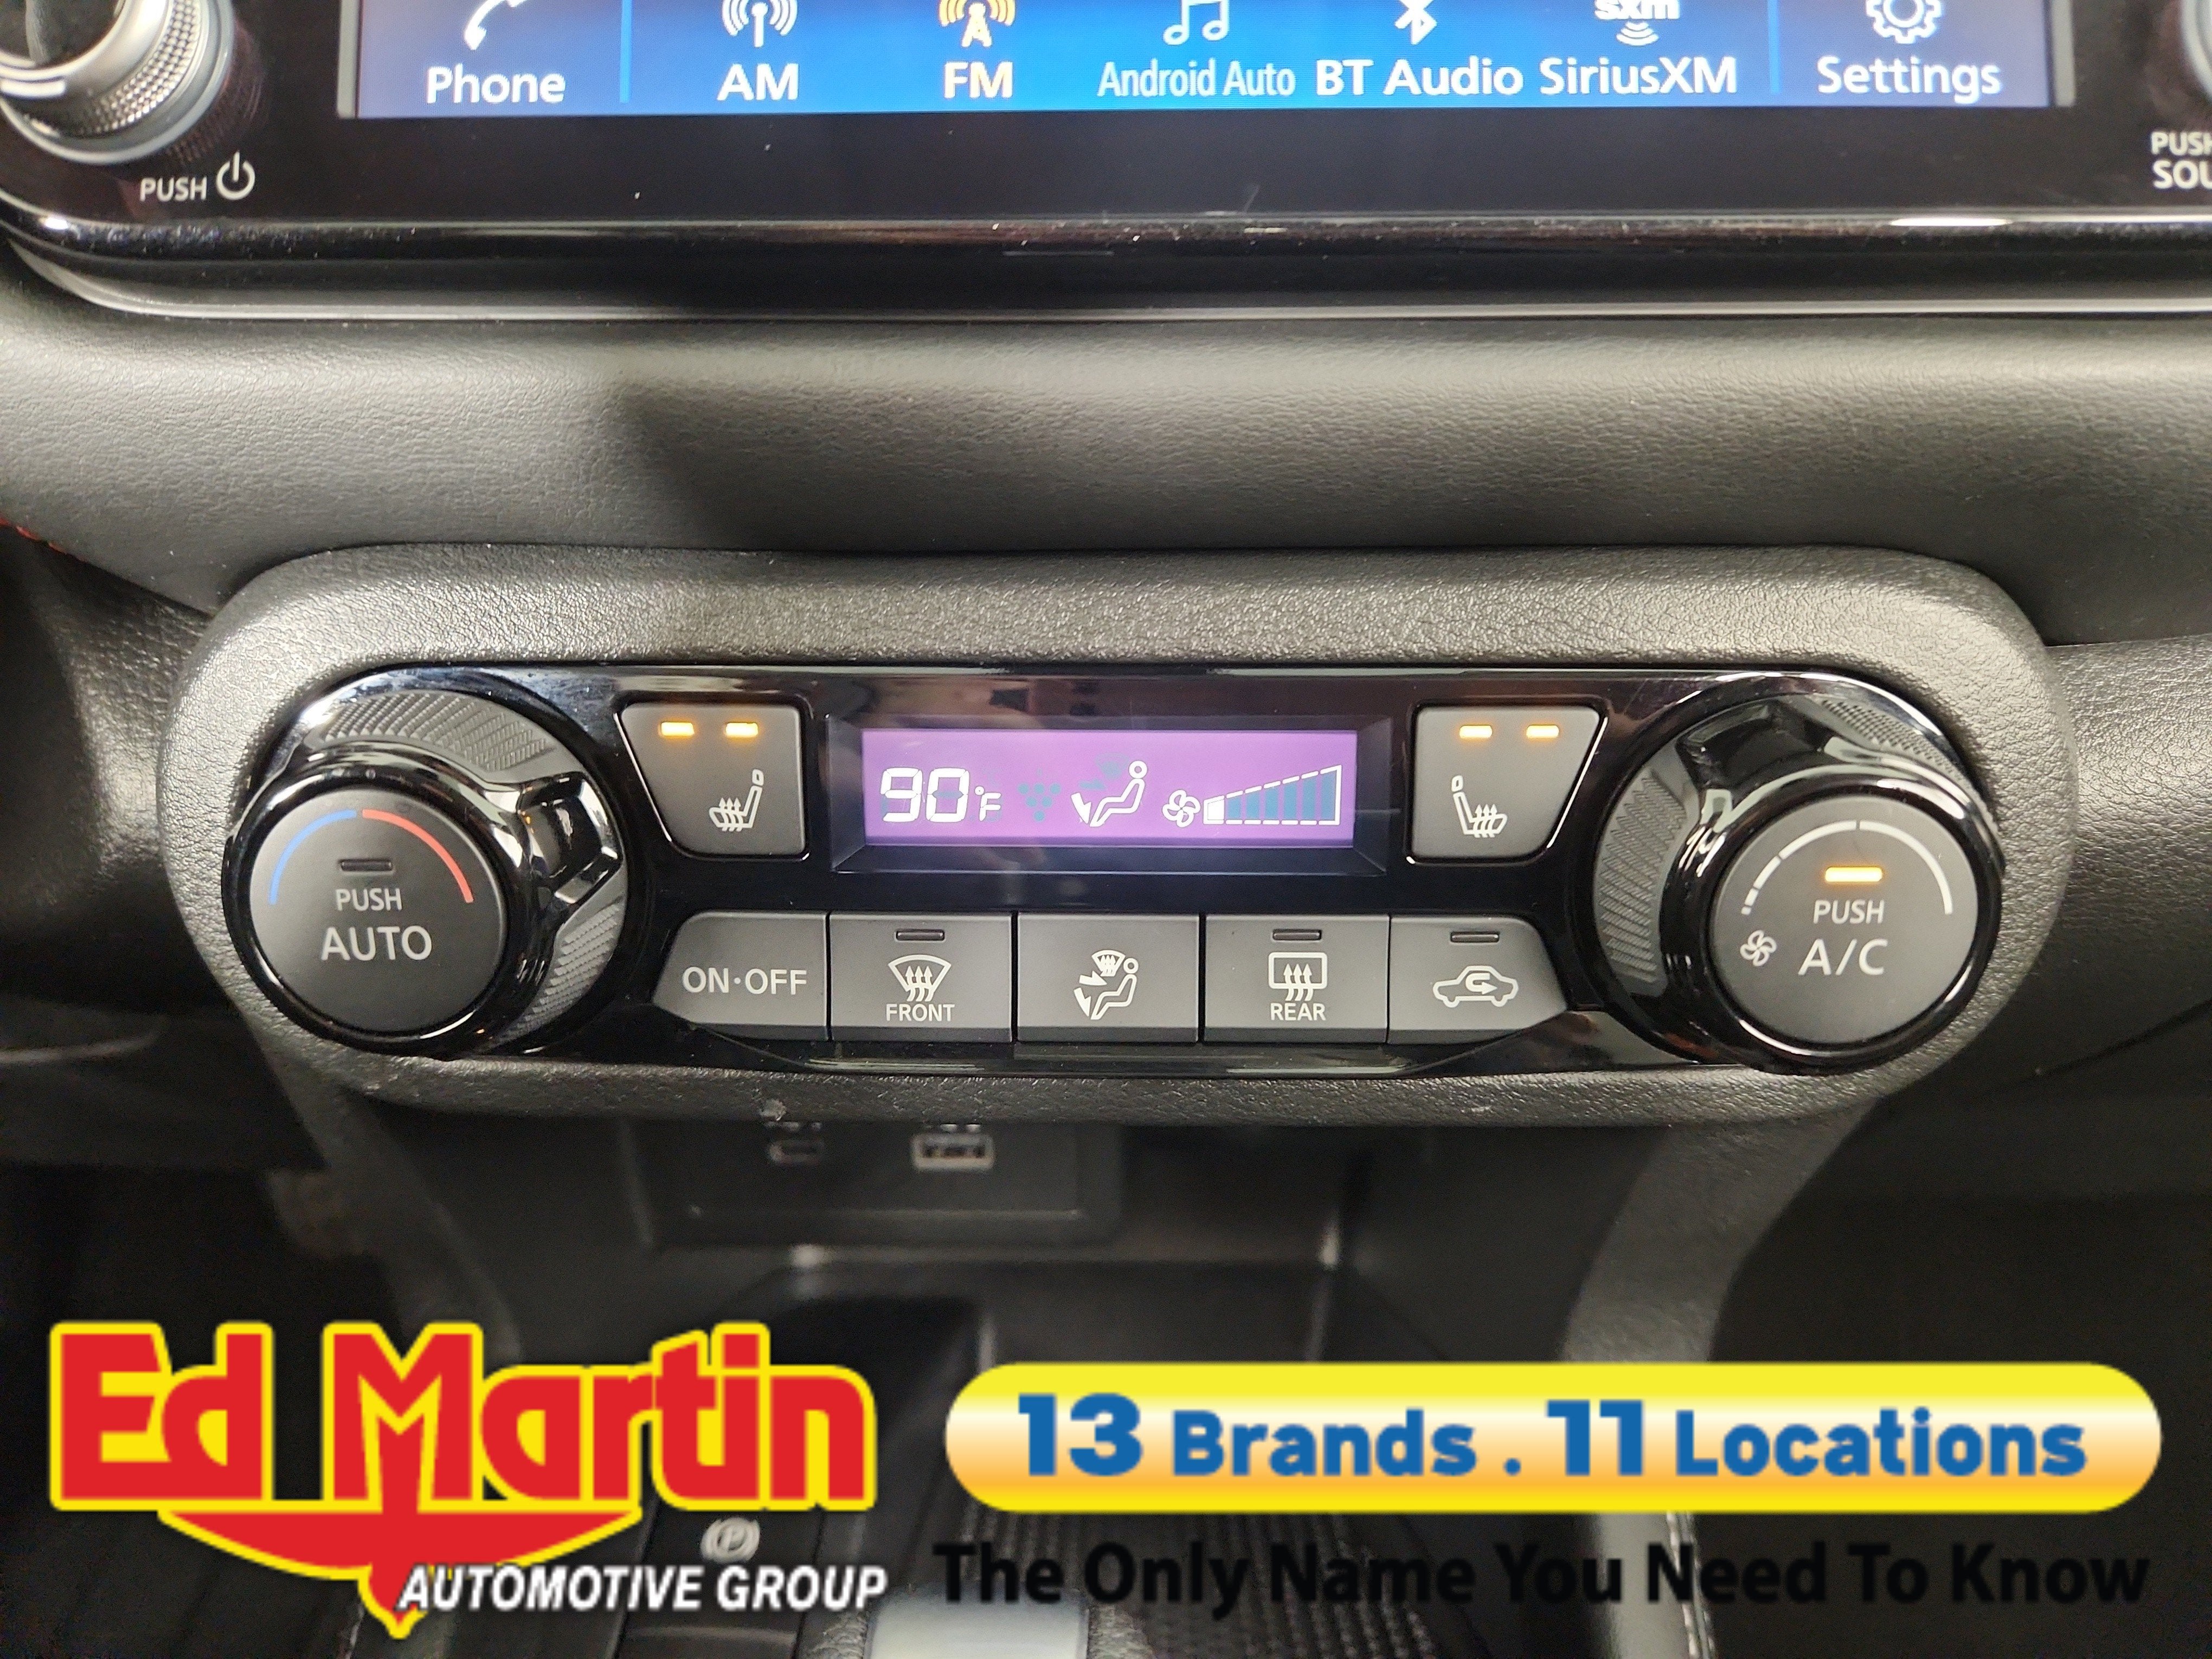 Phone AM FM Android Auto BT Audio SiriusXM Settings
sxm
PUSH
PUSH
SOU
90°F
PUSH
AUTO
ON·OFF
FRONT
REAR
PUSH
A/C
Ed Martin
AUTOMOTIVE GROUP
13 Brands . 11 Locations
The Only Name You Need To Know